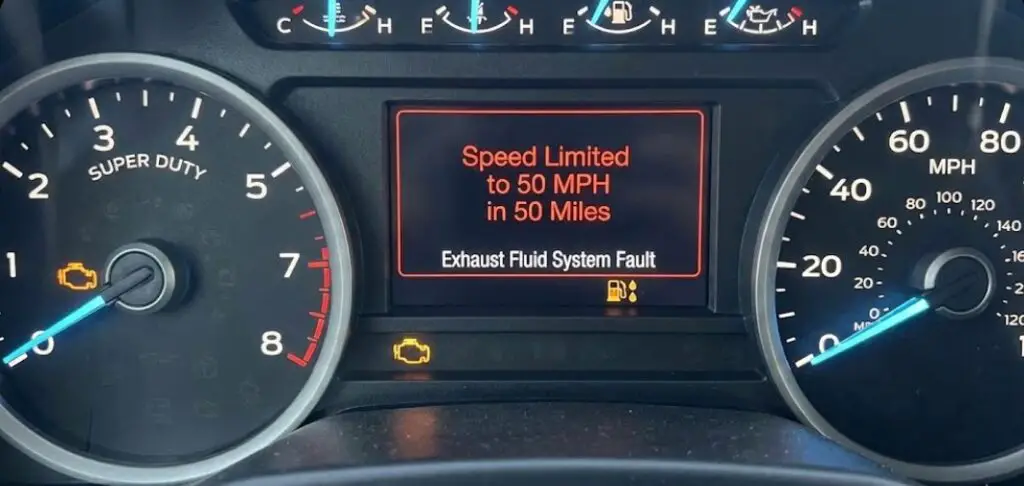 C H E H E H E H
3 4
SUPER DUTY
2 5
1 7
0 8
Speed Limited
to 50 MPH
in 50 Miles
Exhaust Fluid System Fault
60 80
MPH
40
80 100 120
60 140
40
20
20
0
0
120